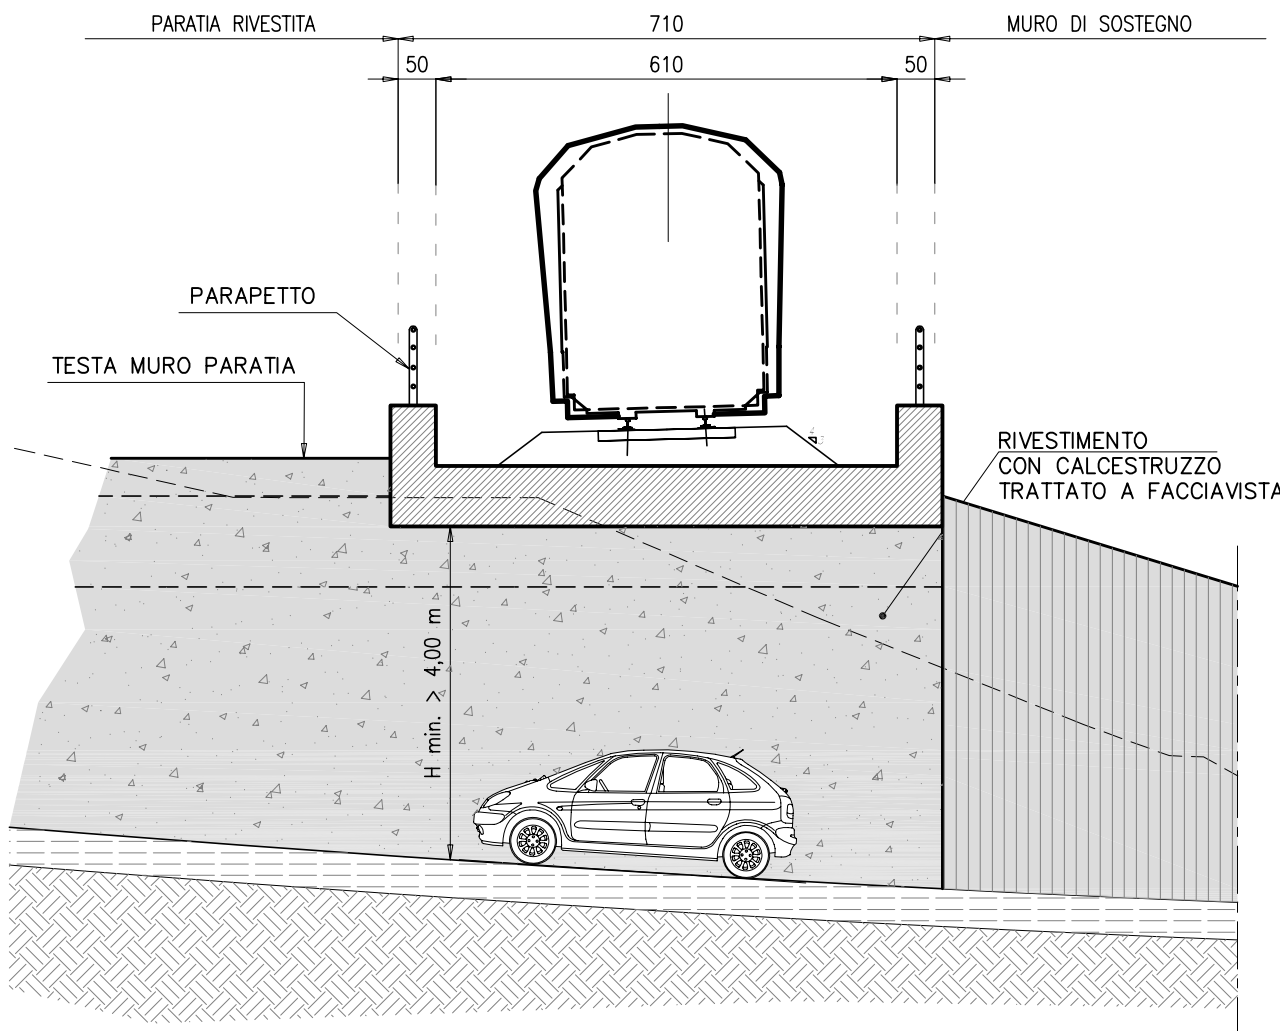 PARATIA RIVESTITA
710
MURO DI SOSTEGNO
50
610
50
PARAPETTO
TESTA MURO PARATIA
RIVESTIMENTO
CON CALCESTRUZZO
TRATTATO A FACCIAVISTA
H min. > 4,00 m